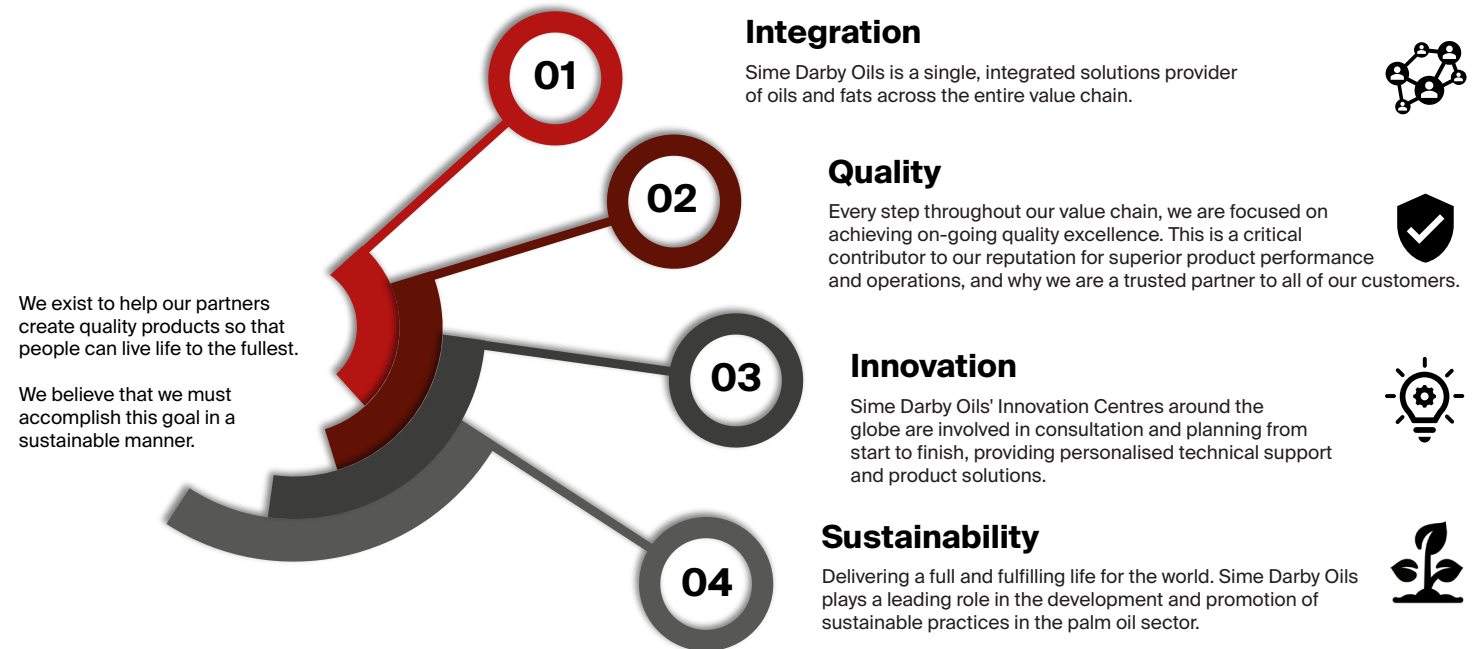 01
Integration
Sime Darby Oils is a single, integrated solutions provider
of oils and fats across the entire value chain.
02
Quality
Every step throughout our value chain, we are focused on
achieving on-going quality excellence. This is a critical
contributor to our reputation for superior product performance
and operations, and why we are a trusted partner to all of our customers.
We exist to help our partners
create quality products so that
people can live life to the fullest.
We believe that we must
accomplish this goal in a
sustainable manner.
03
Innovation
Sime Darby Oils' Innovation Centres around the
globe are involved in consultation and planning from
start to finish, providing personalised technical support
and product solutions.
04
Sustainability
Delivering a full and fulfilling life for the world. Sime Darby Oils
plays a leading role in the development and promotion of
sustainable practices in the palm oil sector.